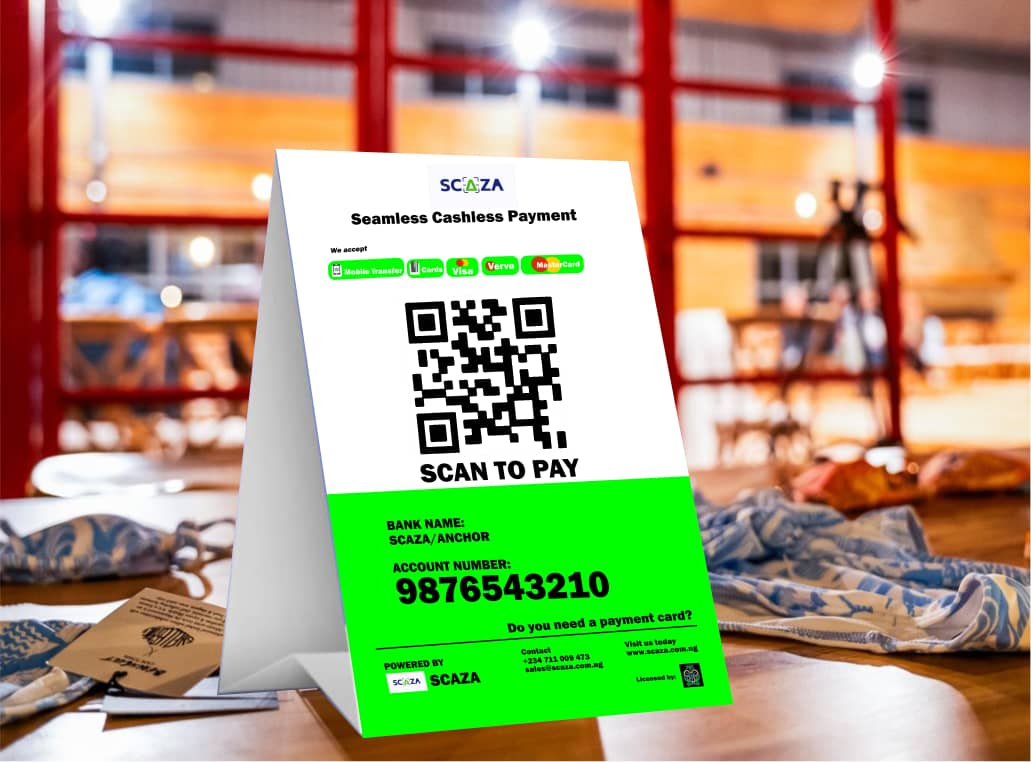 SCAZA
Seamless Cashless Payment
We accept
Mobile Transfer Cards Visa Verve MasterCard
SCAN TO PAY
BANK NAME:
SCAZA/ANCHOR
ACCOUNT NUMBER:
9876543210
Do you need a payment card?
POWERED BY
SCAZA SCAZA
Contact
+234 711 009 473
sales@scaza.com.ng
Visit us today
www.scaza.com.ng
Licensed by: